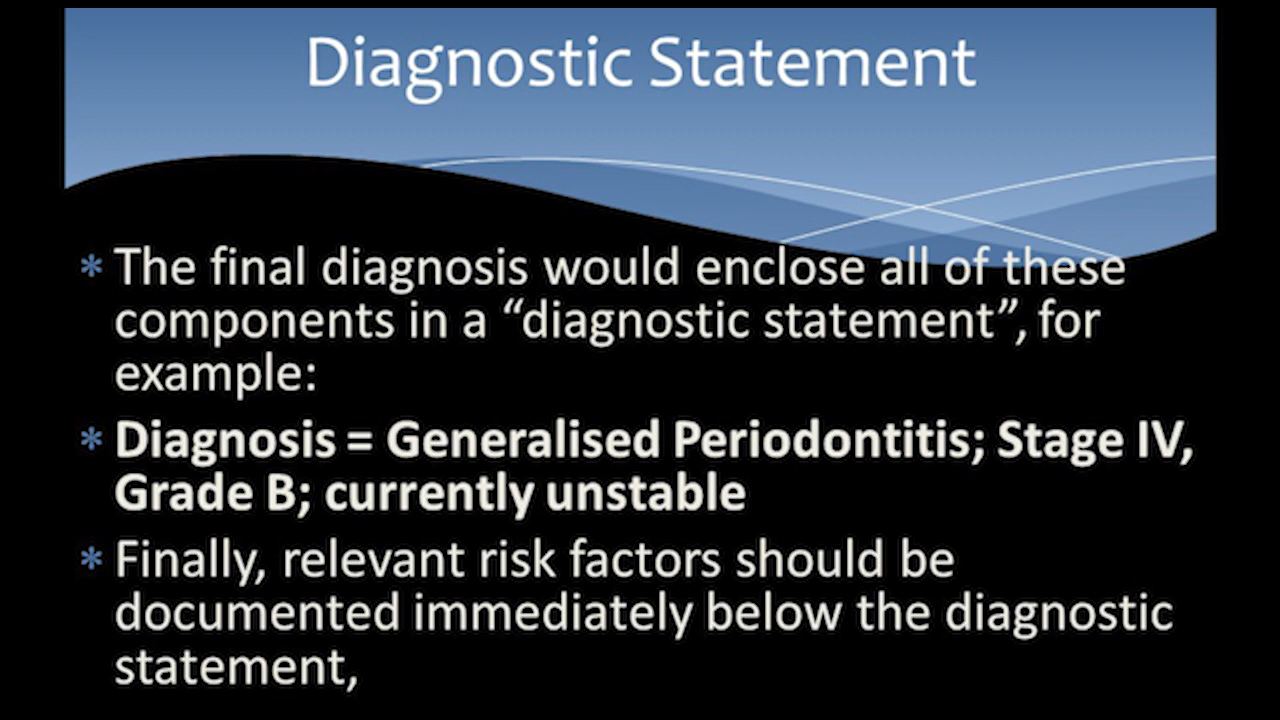 Diagnostic Statement
* The final diagnosis would enclose all of these
components in a “diagnostic statement”, for
example:
* Diagnosis = Generalised Periodontitis; Stage IV,
Grade B; currently unstable
* Finally, relevant risk factors should be
documented immediately below the diagnostic
statement,